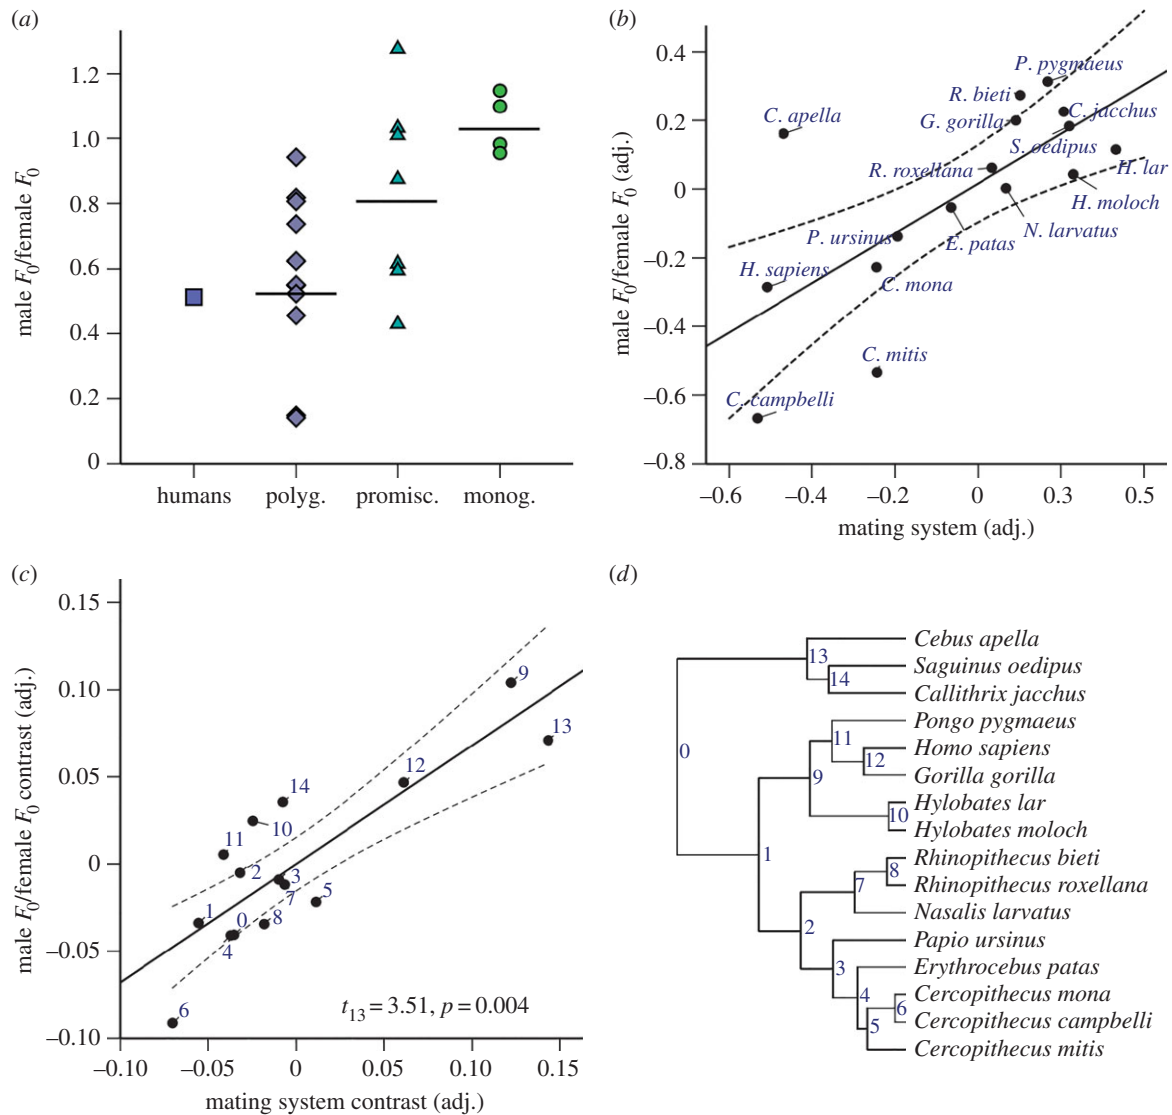 (a)
male F0/female F0
1.2
1.0
0.8
0.6
0.4
0.2
0
humans polyg. promisc. monog.
(b)
male F0/female F0 (adj.)
0.4
0.2
0
−0.2
−0.4
−0.6
−0.8
P. pygmaeus
R. bieti
C. apella
C. jacchus
G. gorilla
S. oedipus
R. roxellana
H. lar
H. moloch
P. ursinus
E. patas
N. larvatus
H. sapiens
C. mona
C. mitis
C. campbelli
−0.6 −0.4 −0.2 0 0.3 0.5
mating system (adj.)
(c)
male F0/female F0 contrast (adj.)
0.15
0.10
0.05
0
−0.05
−0.10
9
13
12
14
10
11
2
3
7
5
1
0
8
4
6
t13 = 3.51, p = 0.004
−0.10 −0.05 0 0.05 0.10 0.15
mating system contrast (adj.)
(d)
Cebus apella
13
Saguinus oedipus
14
Callithrix jacchus
Pongo pygmaeus
11
Homo sapiens
0
12
9
Gorilla gorilla
Hylobates lar
10
Hylobates moloch
1
Rhinopithecus bieti
8
7
Rhinopithecus roxellana
Nasalis larvatus
2
Papio ursinus
3
Erythrocebus patas
4
Cercopithecus mona
6
Cercopithecus campbelli
5
Cercopithecus mitis